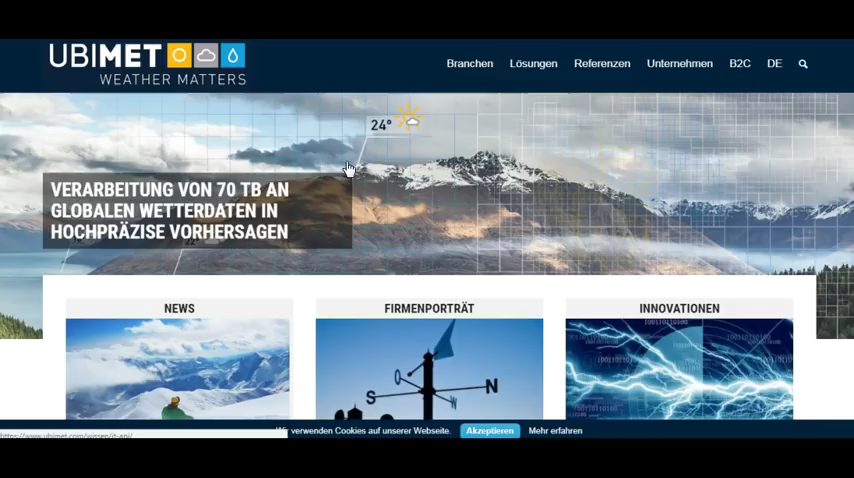 UBIMET
WEATHER MATTERS
Branchen Lösungen Referenzen Unternehmen B2C DE
24°
VERARBEITUNG VON 70 TB AN
GLOBALEN WETTERDATEN IN
HOCHPRÄZISE VORHERSAGEN
NEWS
FIRMENPORTRÄT
INNOVATIONEN
100110110100
S O N W
verwenden Cookies auf unserer Webseite. Akzeptieren Mehr erfahren
https://www.ubimet.com/wissen/it-api/